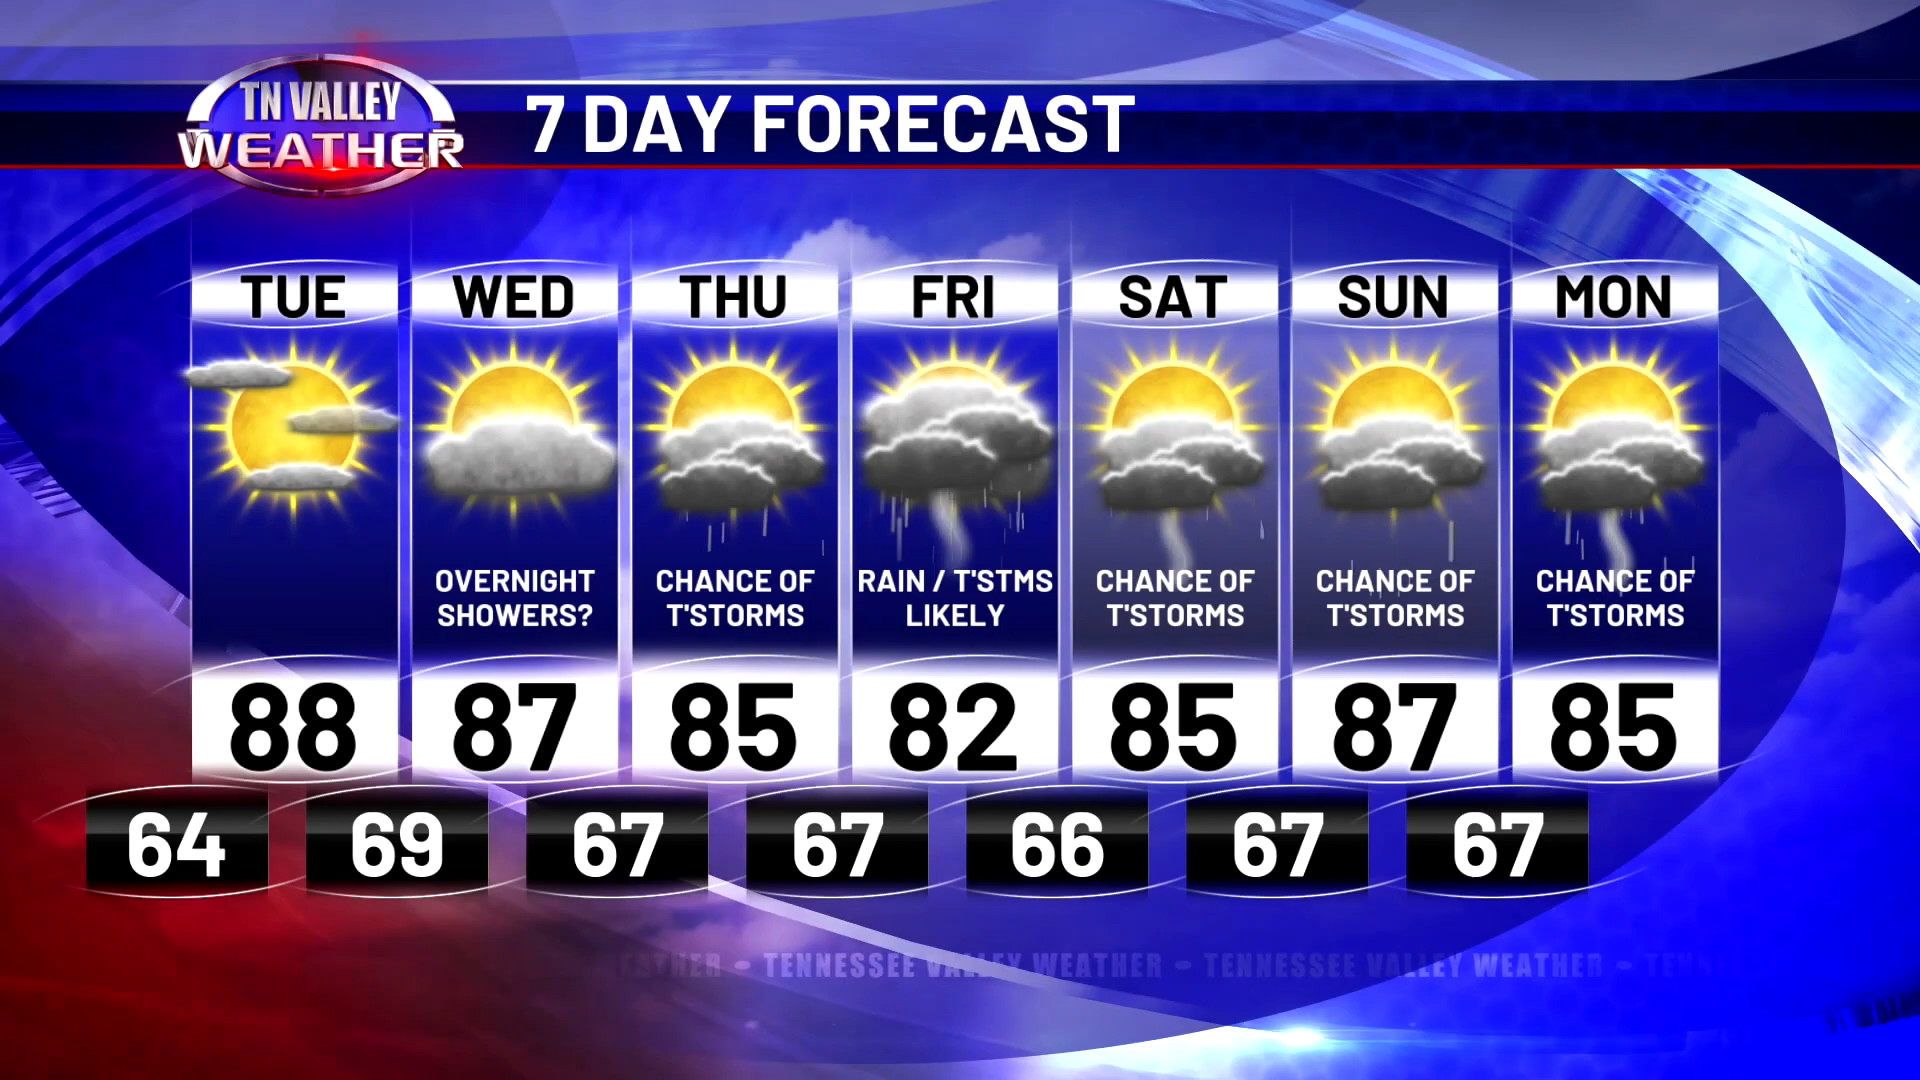 TN VALLEY
WEATHER
7 DAY FORECAST
TUE WED THU FRI SAT SUN MON
OVERNIGHT SHOWERS?
CHANCE OF T'STORMS
RAIN / T'STMS LIKELY
CHANCE OF T'STORMS
CHANCE OF T'STORMS
CHANCE OF T'STORMS
88 87 85 82 85 87 85
64 69 67 67 66 67 67
WEATHER - TENNESSEE VALLEY WEATHER - TENNESSEE VALLEY WEATHER -